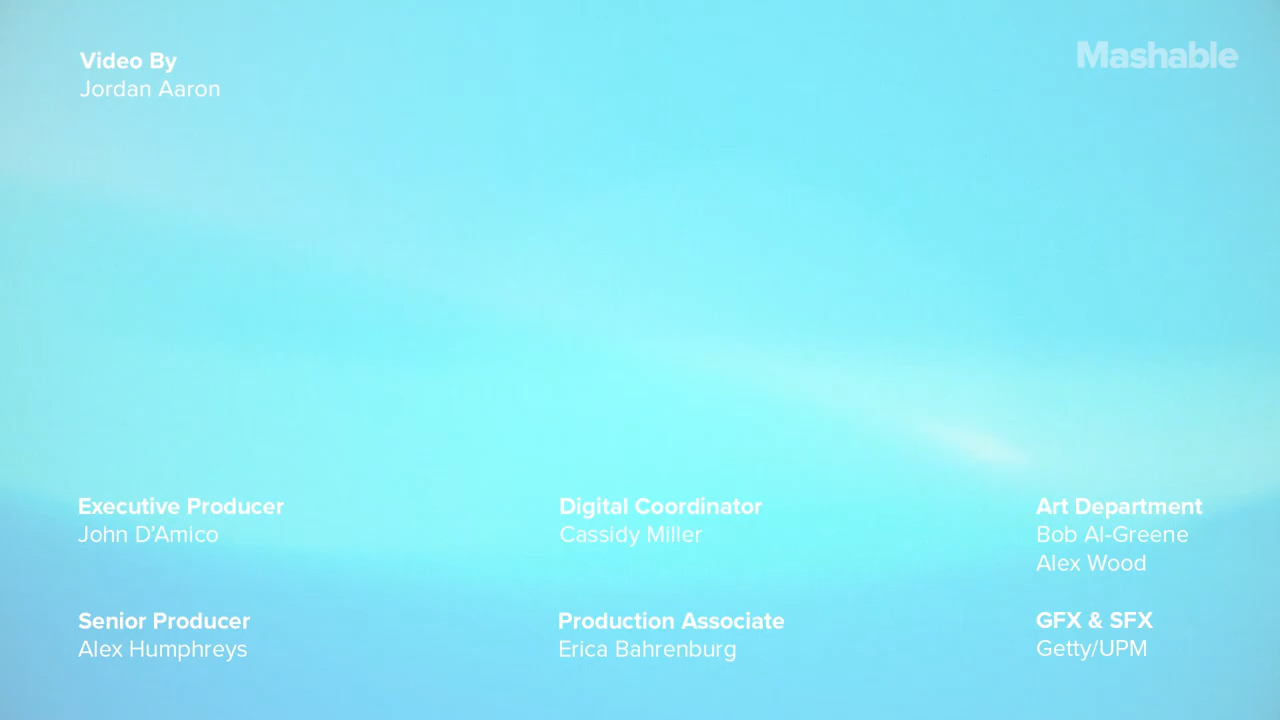 Video By
Jordan Aaron
Mashable
Executive Producer
John D’Amico
Digital Coordinator
Cassidy Miller
Art Department
Bob Al-Greene
Alex Wood
Senior Producer
Alex Humphreys
Production Associate
Erica Bahrenburg
GFX & SFX
Getty/UPM